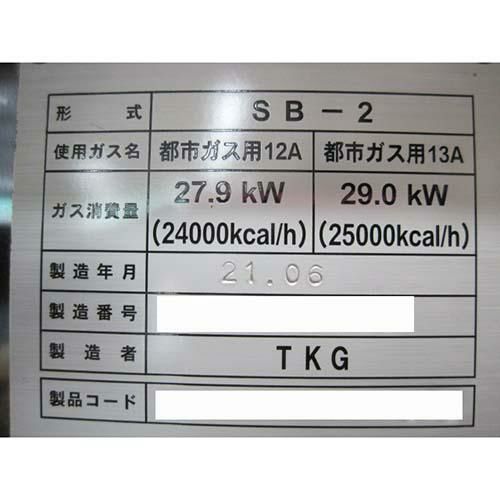 形式 SB-2
使用ガス名 都市ガス用12A 都市ガス用13A
ガス消費量 27.9 kW 29.0 kW
(24000kcal/h) (25000kcal/h)
製造年月 21.06
製造番号
製造者 TKG
製品コード